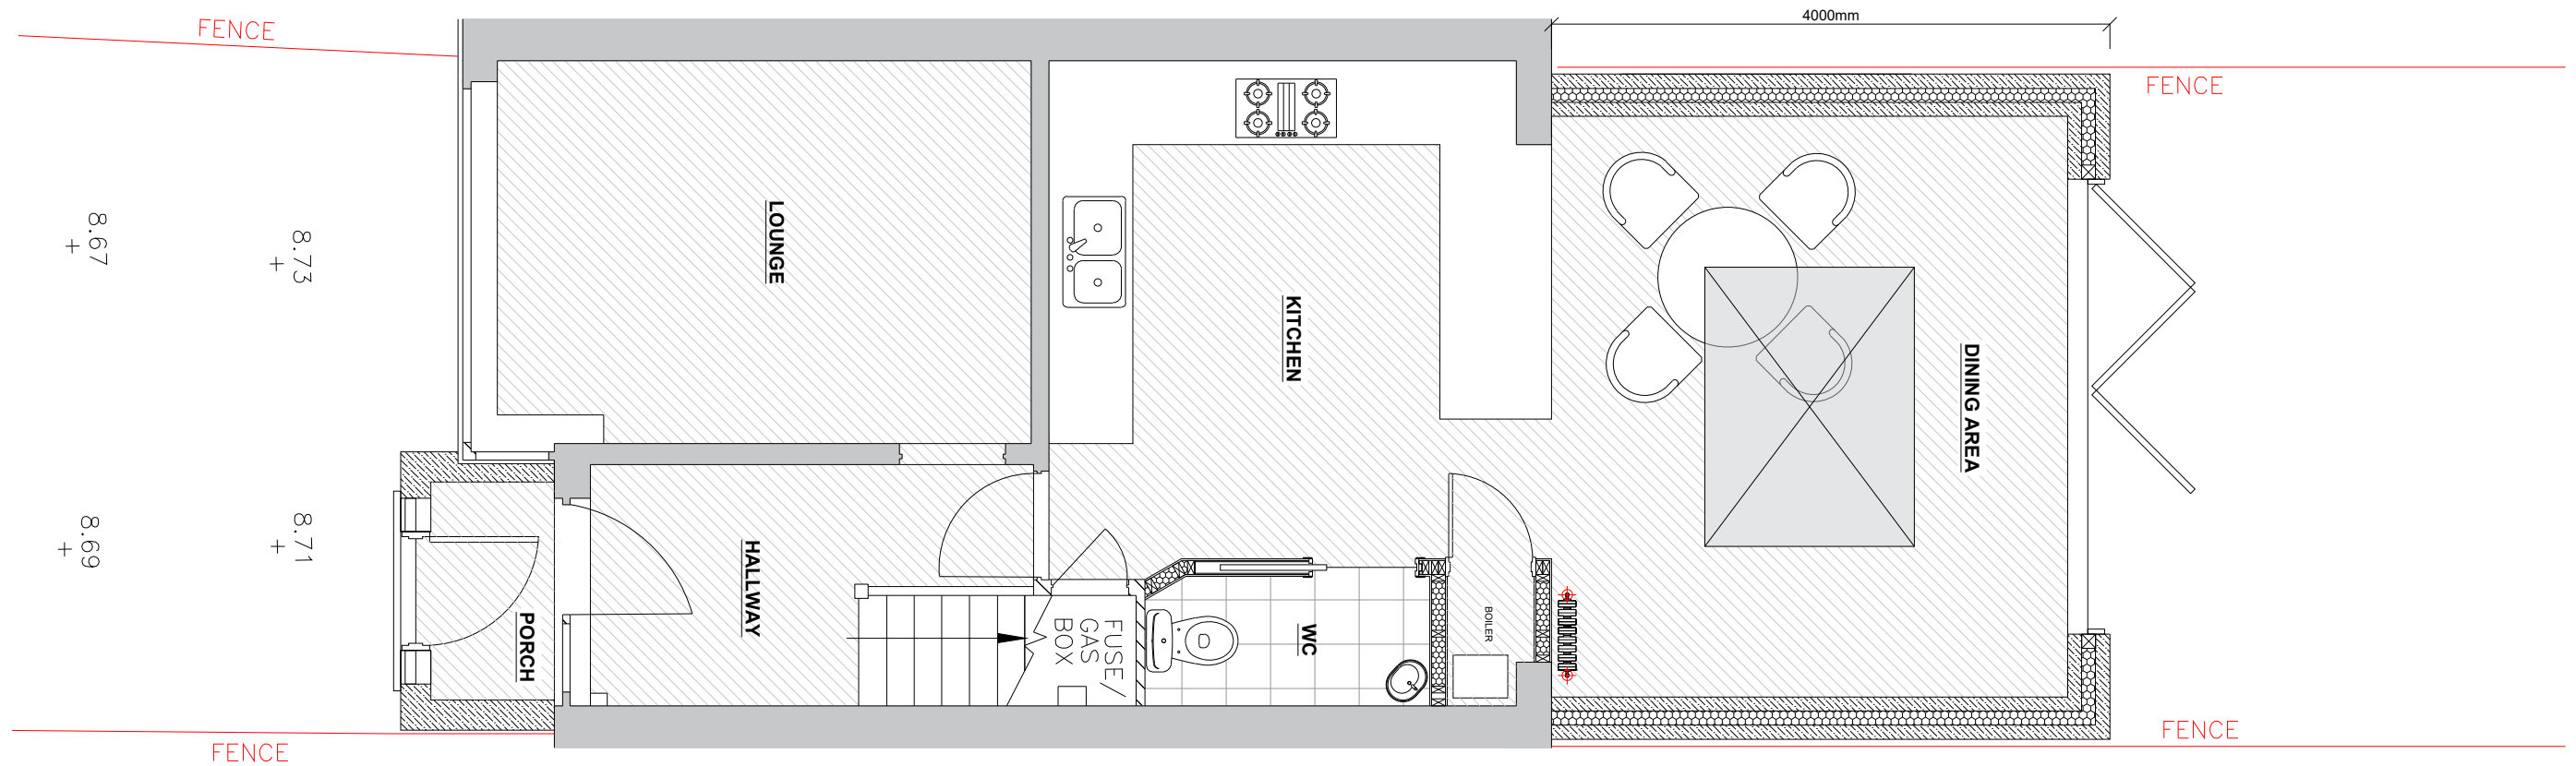 FENCE
4000mm
FENCE
8.67
8.73
LOUNGE
KITCHEN
DINING AREA
8.69
8.71
HALLWAY
PORCH
FUSE/
GAS
BOX
WC
BOILER
FENCE
FENCE